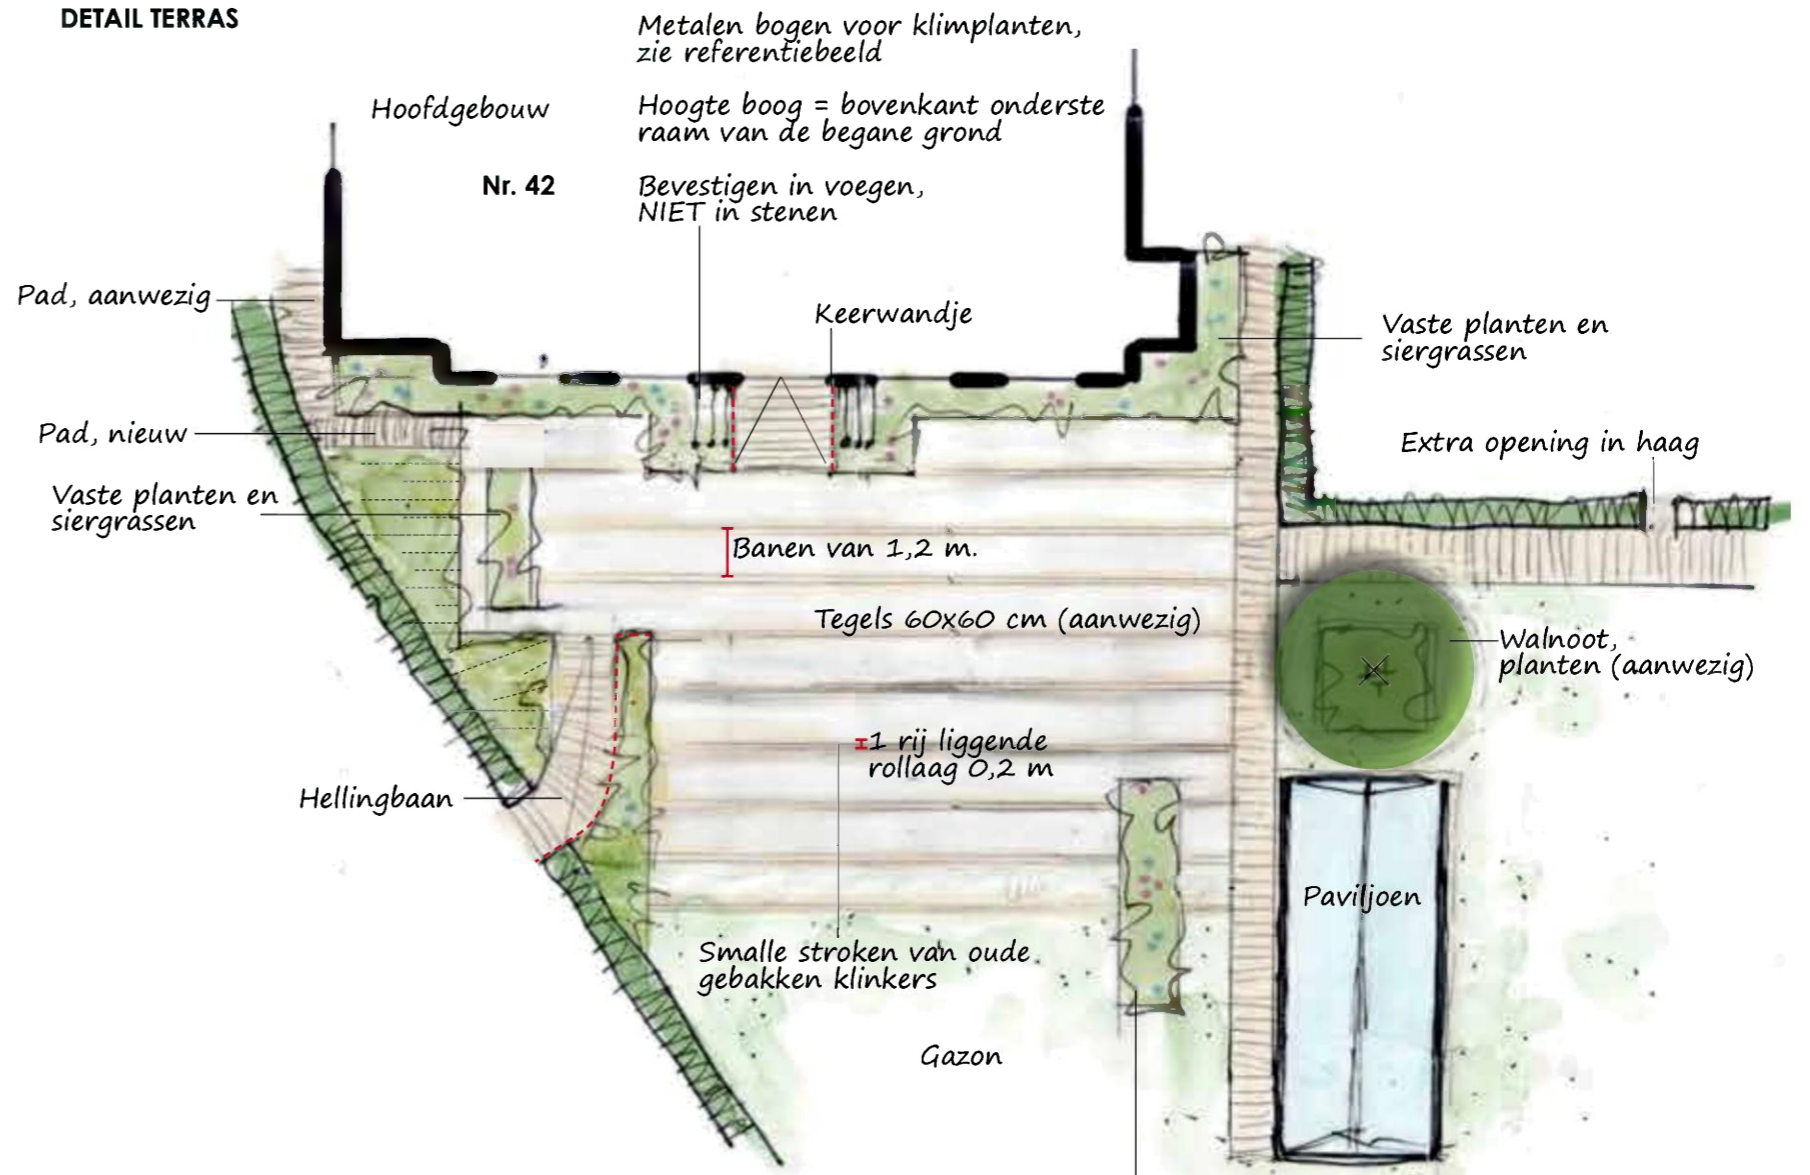 DETAIL TERRAS
Metalen bogen voor klimplanten,
zie referentiebeeld
Hoofdgebouw
Hoogte boog = bovenkant onderste
raam van de begane grond
Nr. 42
Bevestigen in voegen,
NIET in stenen
Pad, aanwezig
Keerwandje
Vaste planten en
siergrassen
Pad, nieuw
Extra opening in haag
Vaste planten en
siergrassen
Banen van 1,2 m.
Tegels 60x60 cm (aanwezig)
Walnoot,
planten (aanwezig)
1 rij liggende
rollaag 0,2 m
Hellingbaan
Paviljoen
Smalle stroken van oude
gebakken klinkers
Gazon